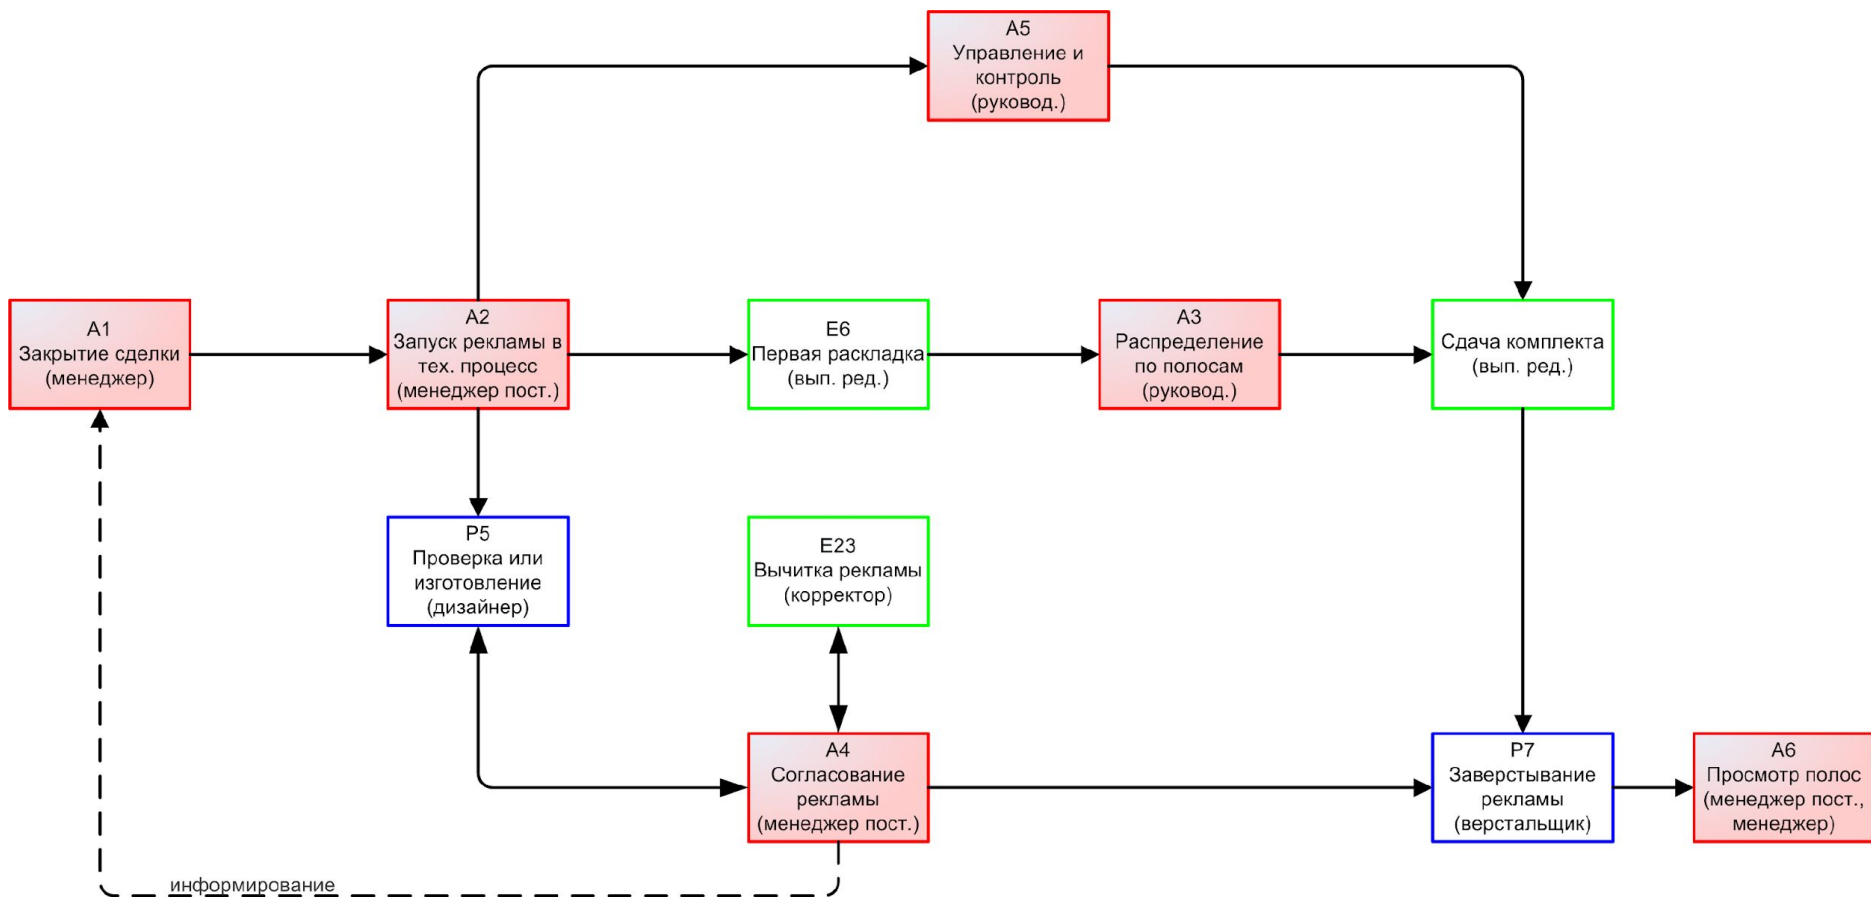 A5
Управление и
контроль
(руковод.)
A1
Закрытие сделки
(менеджер)
A2
Запуск рекламы в
тех. процесс
(менеджер пост.)
E6
Первая раскладка
(вып. ред.)
A3
Распределение
по полосам
(руковод.)
Сдача комплекта
(вып. ред.)
P5
Проверка или
изготовление
(дизайнер)
E23
Вычитка рекламы
(корректор)
A4
Согласование
рекламы
(менеджер пост.)
P7
Заверстывание
рекламы
(верстальщик)
A6
Просмотр полос
(менеджер пост.,
менеджер)
информирование